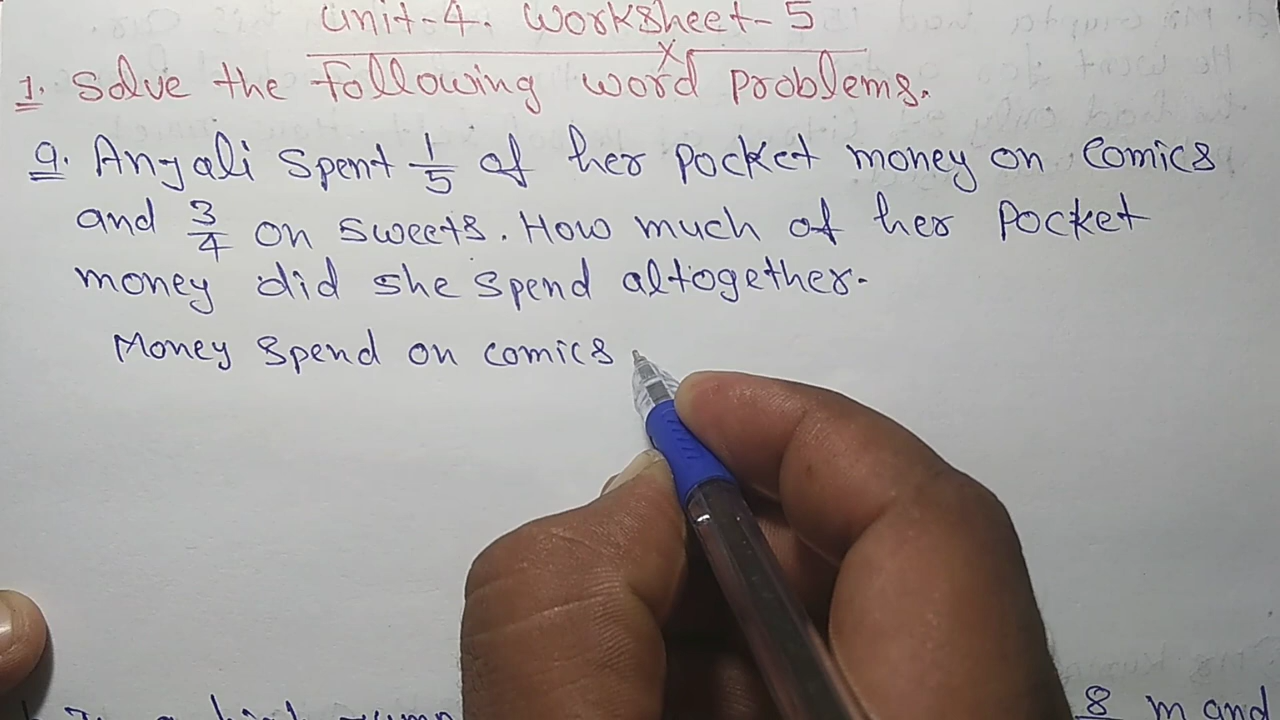 Unit-4. Worksheet-5
1. Solve the following word problems.
a. Anjali spent 1/5 of her pocket money on comics
and 3/4 on sweets. How much of her pocket
money did she spend altogether.
Money spend on comics
8 m and